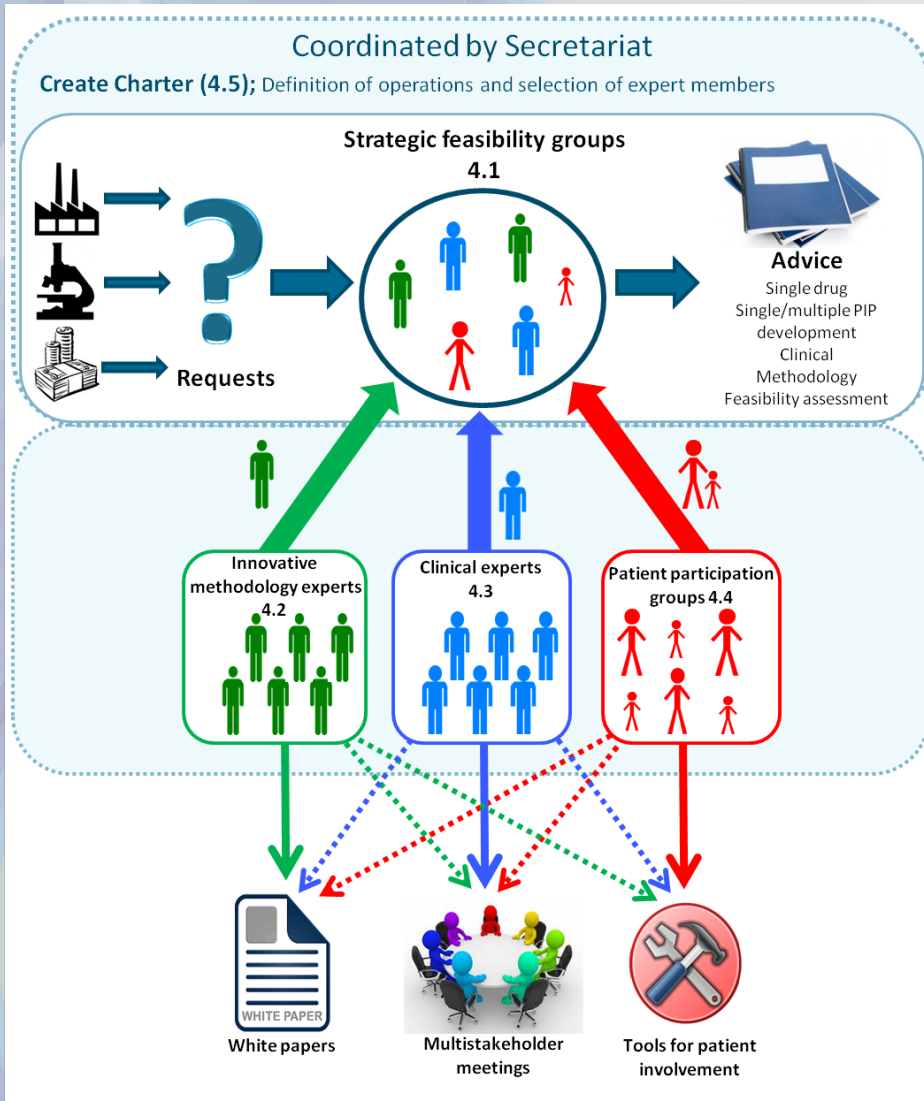 Coordinated by Secretariat
Create Charter (4.5); Definition of operations and selection of expert members
Strategic feasibility groups
4.1
Requests
Advice
Single drug
Single/multiple PIP
development
Clinical
Methodology
Feasibility assessment
Innovative
methodology experts
4.2
Clinical experts
4.3
Patient participation
groups 4.4
WHITE PAPER
White papers
Multistakeholder
meetings
Tools for patient
involvement